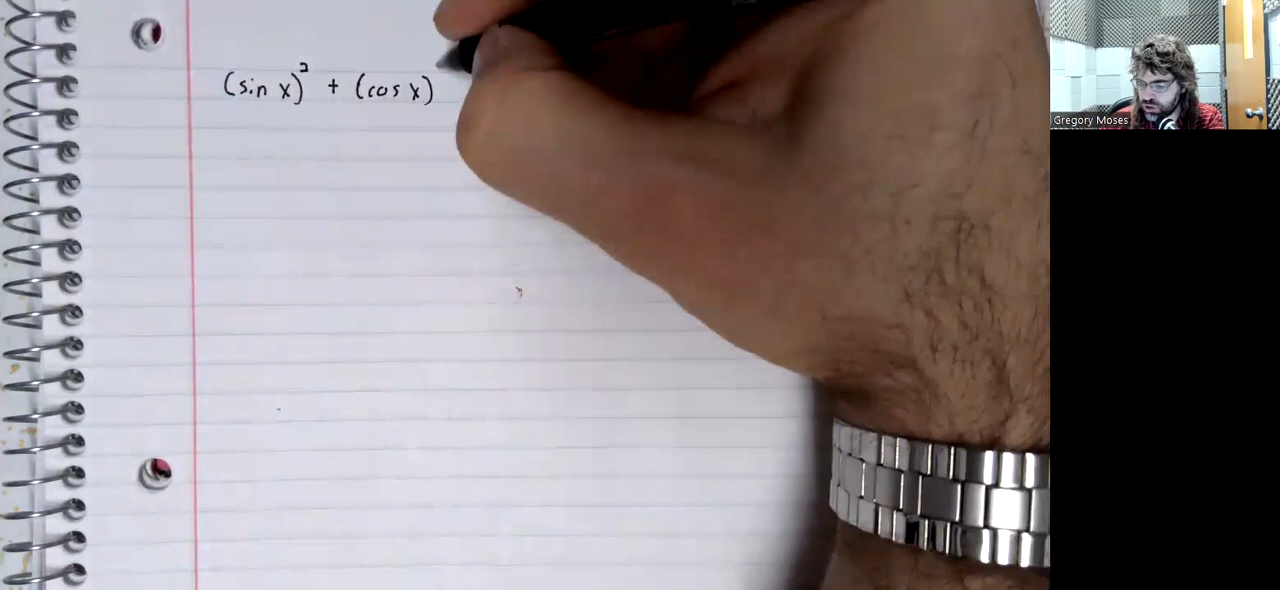 (sin x)² + (cos x)
Gregory Moses